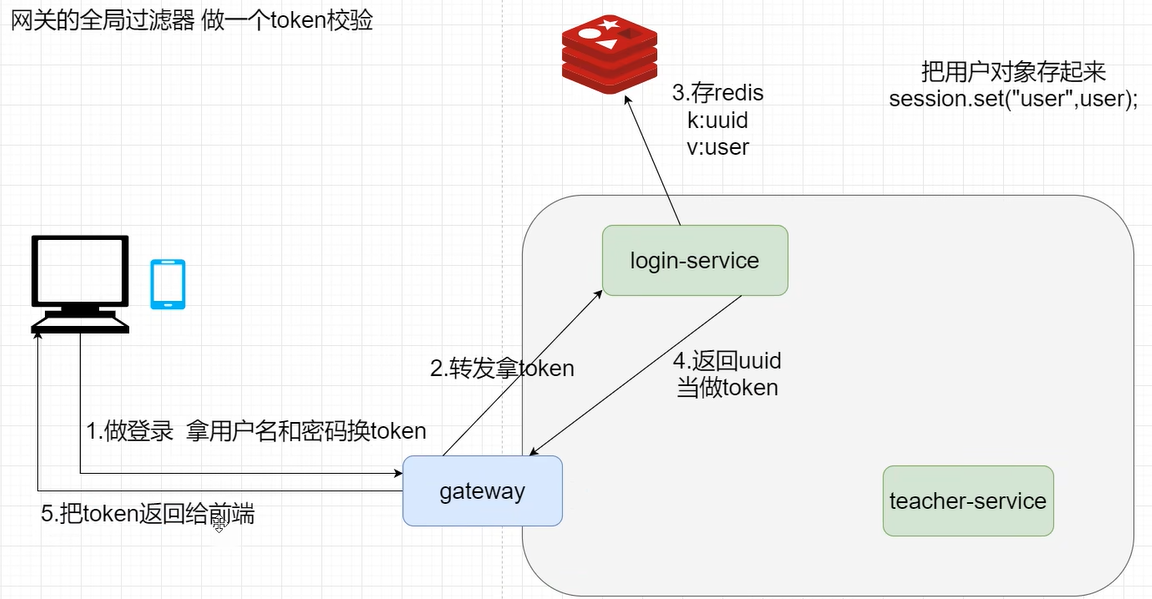 网关的全局过滤器 做一个token校验
3.存redis
k:uuid
v:user
把用户对象存起来
session.set("user",user);
login-service
2.转发拿token
4.返回uuid
当做token
1.做登录 拿用户名和密码换token
gateway
5.把token返回给前端
teacher-service